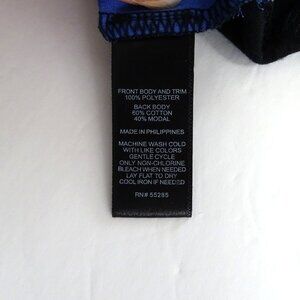 FRONT BODY AND TRIM
100% POLYESTER
BACK BODY
60% COTTON
40% MODAL
MADE IN PHILIPPINES
MACHINE WASH COLD
WITH LIKE COLORS
GENTLE CYCLE
ONLY NON-CHLORINE
BLEACH WHEN NEEDED
LAY FLAT TO DRY
COOL IRON IF NEEDED
RN# 55285